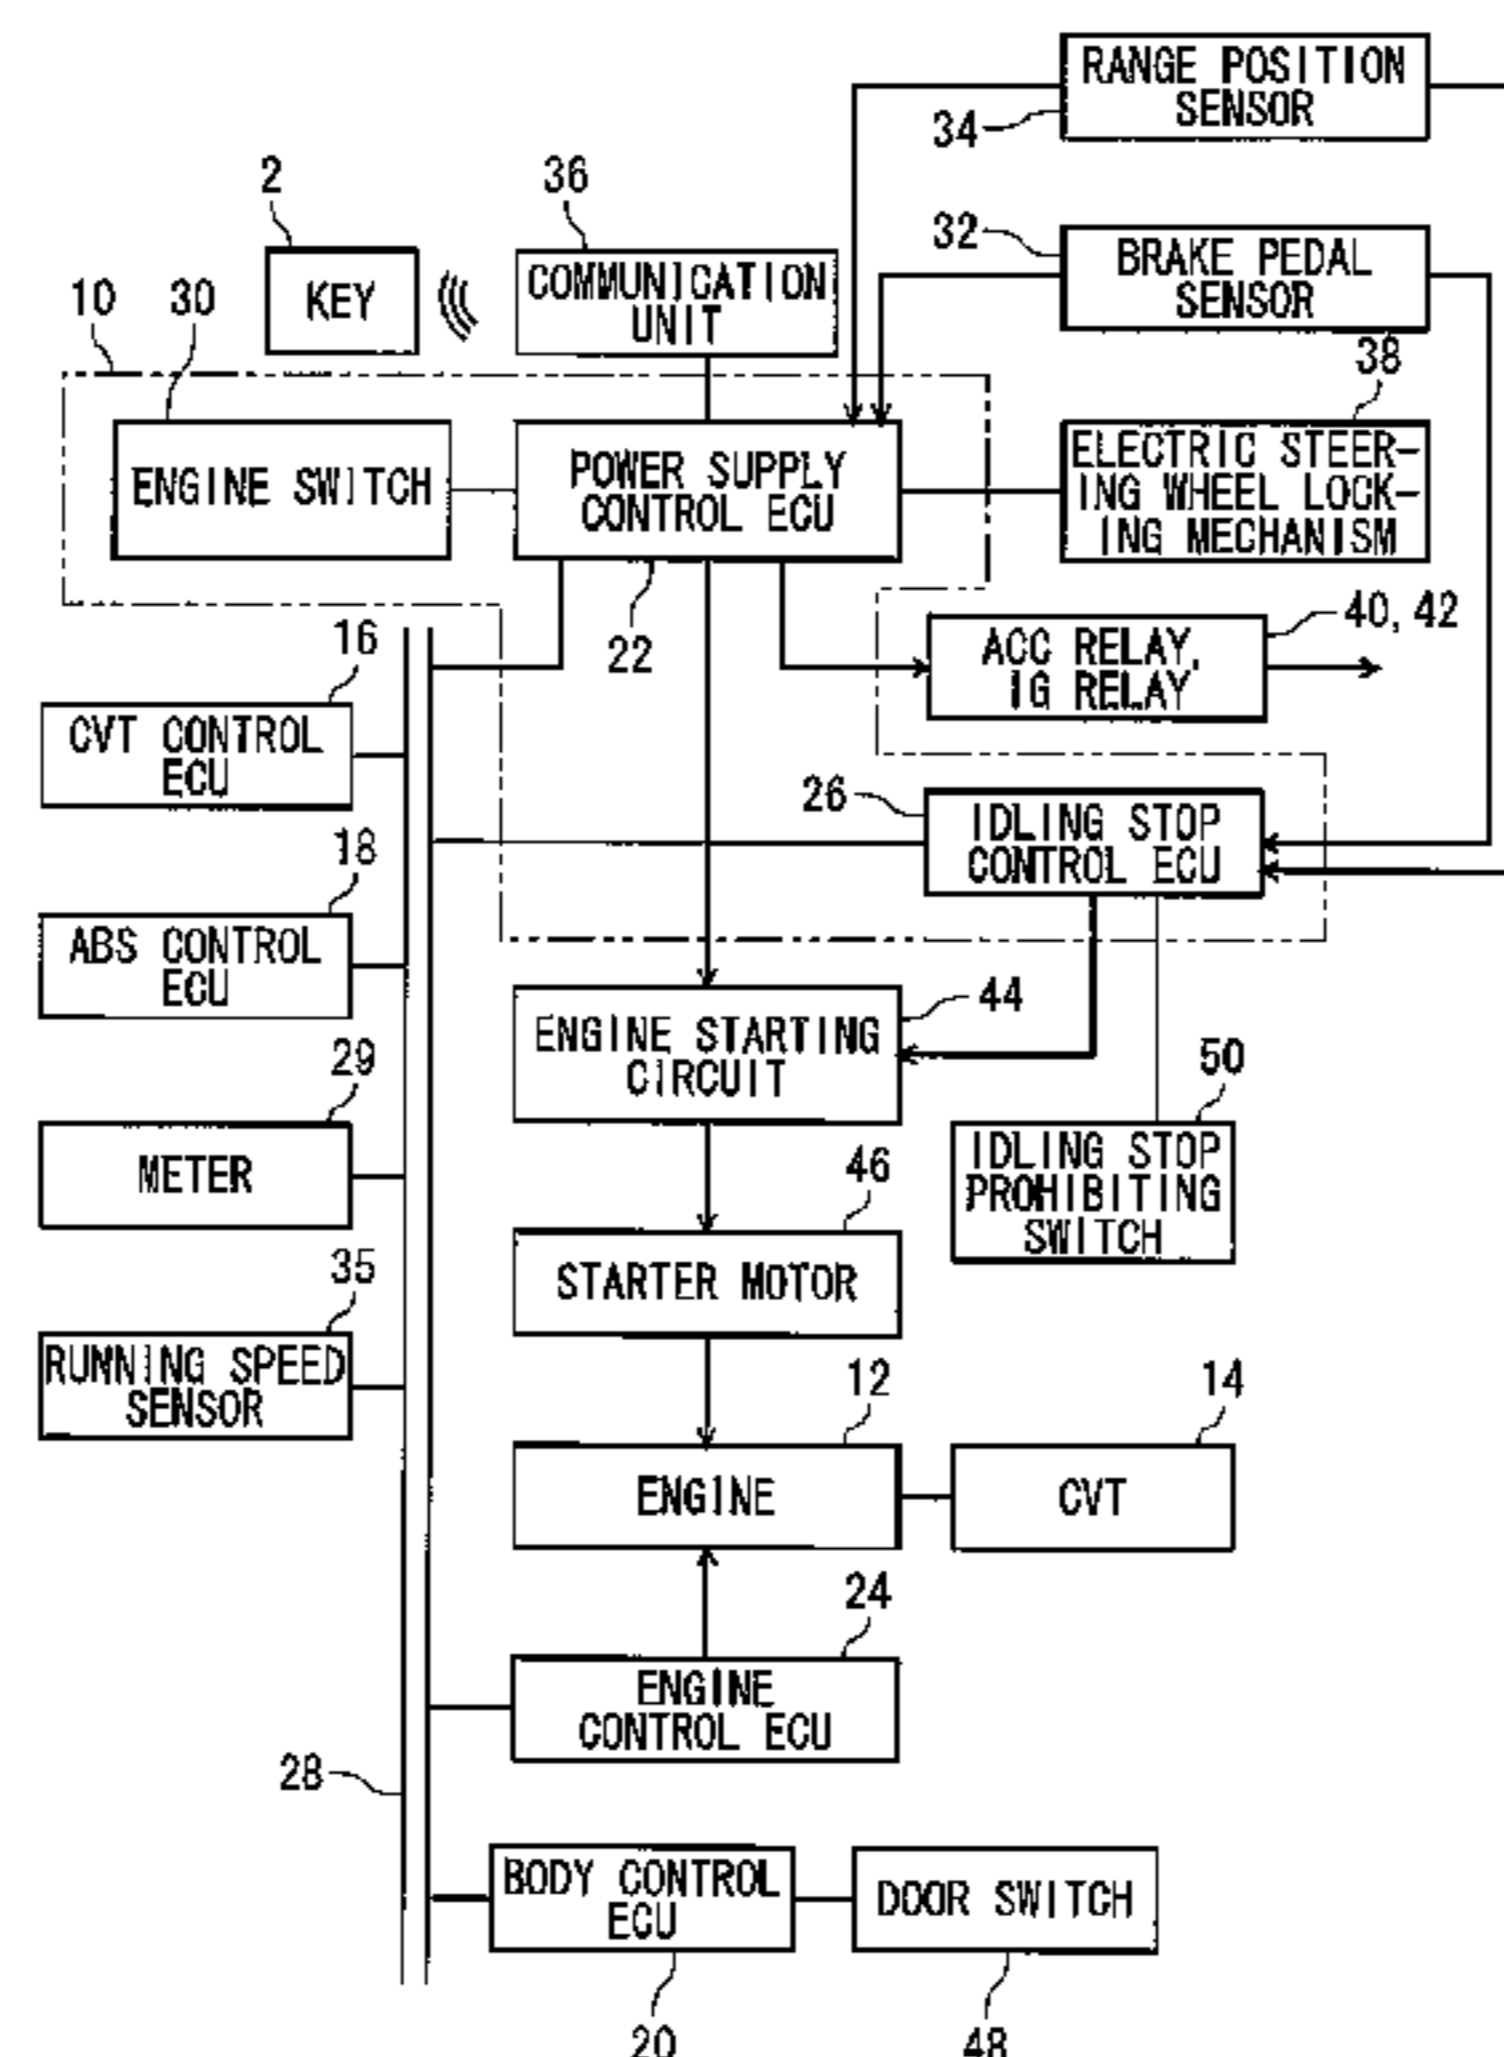 RANGE POSITION
SENSOR
34
2
36
32
BRAKE PEDAL
SENSOR
10
30
KEY
COMMUNICATION
UNIT
38
ENGINE SWITCH
POWER SUPPLY
CONTROL ECU
ELECTRIC STEER-
ING WHEEL LOCK-
ING MECHANISM
22
40, 42
ACC RELAY,
IG RELAY
16
CVT CONTROL
ECU
26
IDLING STOP
CONTROL ECU
18
ABS CONTROL
ECU
44
ENGINE STARTING
CIRCUIT
29
METER
50
IDLING STOP
PROHIBITING
SWITCH
46
STARTER MOTOR
35
RUNNING SPEED
SENSOR
12
ENGINE
14
CVT
24
ENGINE
CONTROL ECU
28
BODY CONTROL
ECU
DOOR SWITCH
20
48